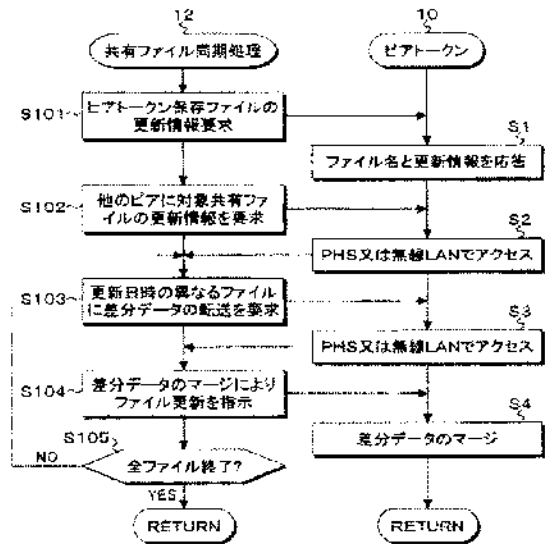 12
10
共有ファイル同期処理
ピアトークン
S101
ピアトークン保存ファイルの
更新情報要求
S1
ファイル名と更新情報を応答
S102
他のピアに対象共有ファ
イルの更新情報を要求
S2
PHS又は無線LANでアクセス
S103
更新日時の異なるファイル
に差分データの転送を要求
S3
PHS又は無線LANでアクセス
S104
差分データのマージにより
ファイル更新を指示
S4
差分データのマージ
S105
NO
全ファイル終了?
YES
RETURN
RETURN